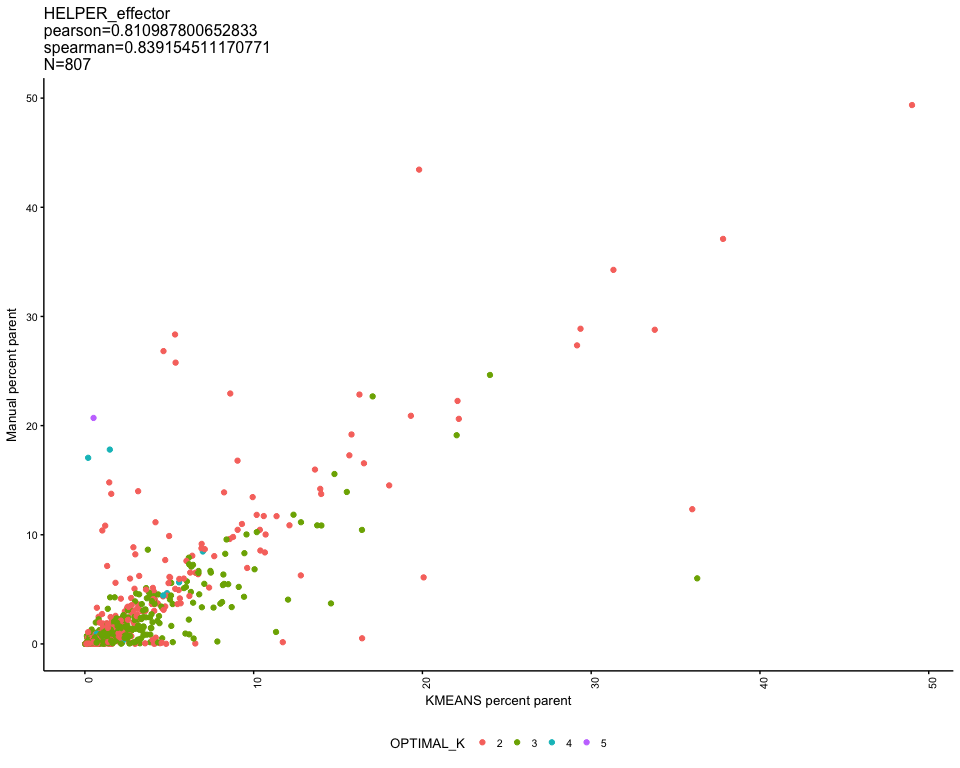 HELPER_effector
pearson=0.810987800652833
spearman=0.839154511170771
N=807
50
40
30
20
10
0
Manual percent parent
0 10 20 30 40 50
KMEANS percent parent
OPTIMAL_K 2 3 4 5